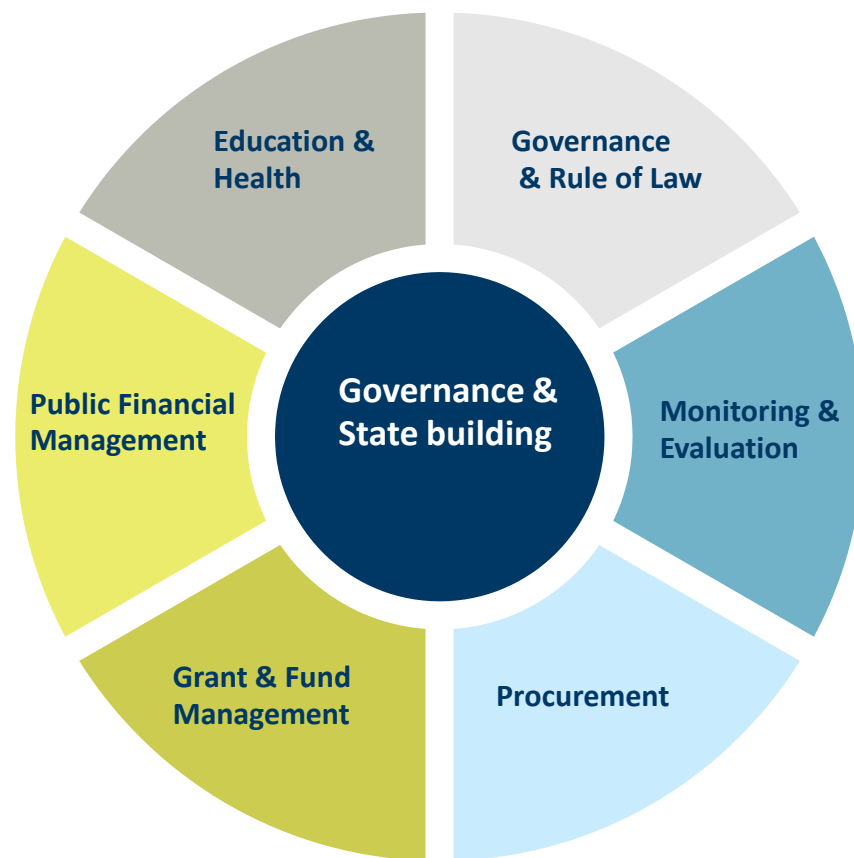 Education &
Health
Governance
& Rule of Law
Public Financial
Management
Governance &
State building
Monitoring &
Evaluation
Grant & Fund
Management
Procurement